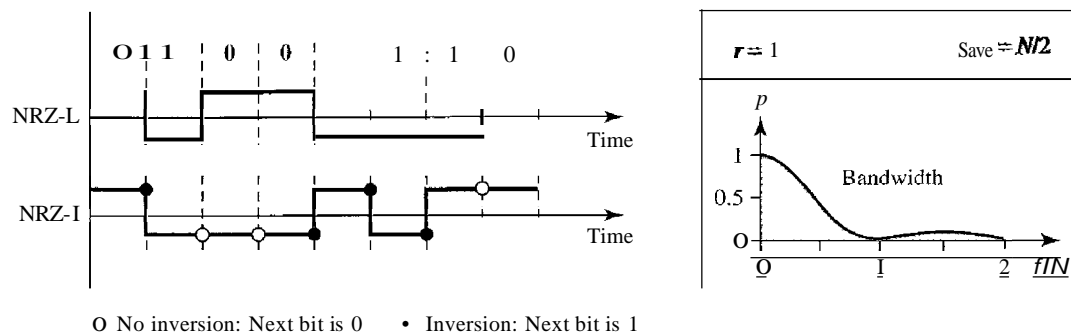 O 1 1 0 0 1 : 1 0
NRZ-L
Time
NRZ-I
Time
O No inversion: Next bit is 0 • Inversion: Next bit is 1
r = 1 Save = N/2
p
1
Bandwidth
0.5
O
O 1 2 fIN